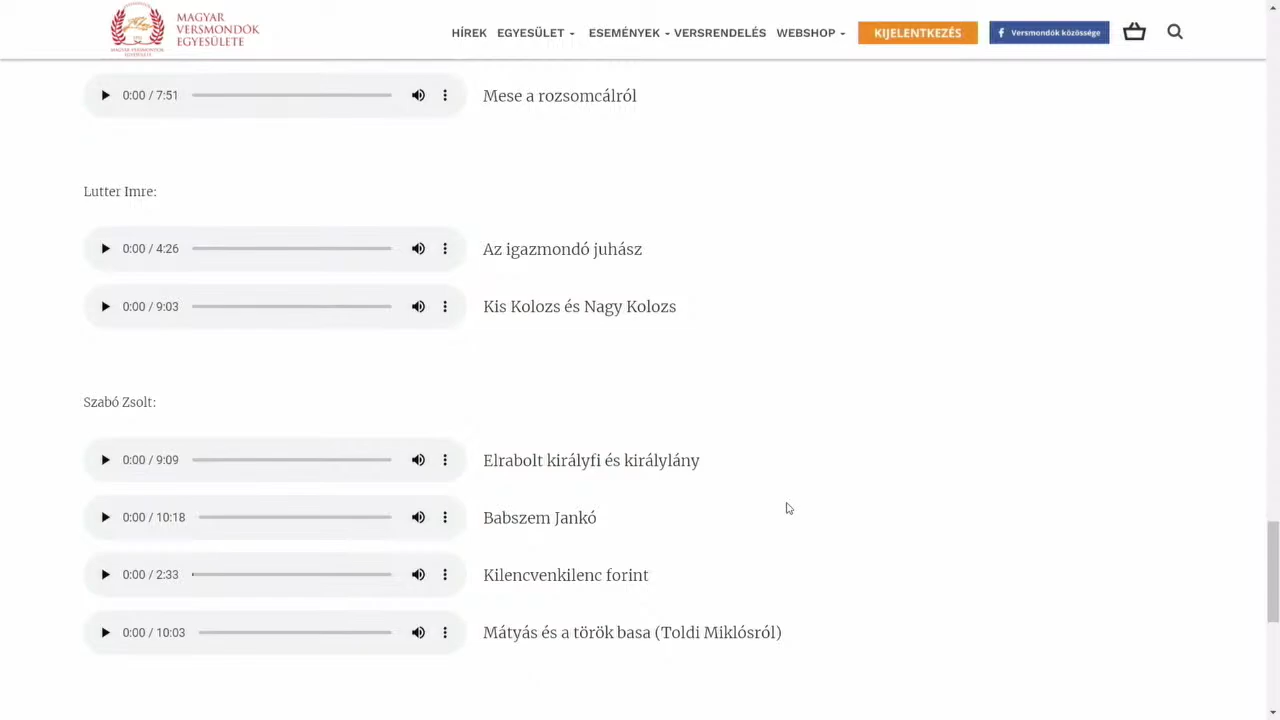 MAGYAR
VERSMONDÓK
EGYESÜLETE
HÍREK EGYESÜLET ESEMÉNYEK VERSRENDELÉS WEBSHOP KIJELENTKEZÉS Versmondók közössége
0:00 / 7:51 Mese a rozsomcálról
Lutter Imre:
0:00 / 4:26 Az igazmondó juhász
0:00 / 9:03 Kis Kolozs és Nagy Kolozs
Szabó Zsolt:
0:00 / 9:09 Elrabolt királyfi és királylány
0:00 / 10:18 Babszem Jankó
0:00 / 2:33 Kilencvenkilenc forint
0:00 / 10:03 Mátyás és a török basa (Toldi Miklósról)